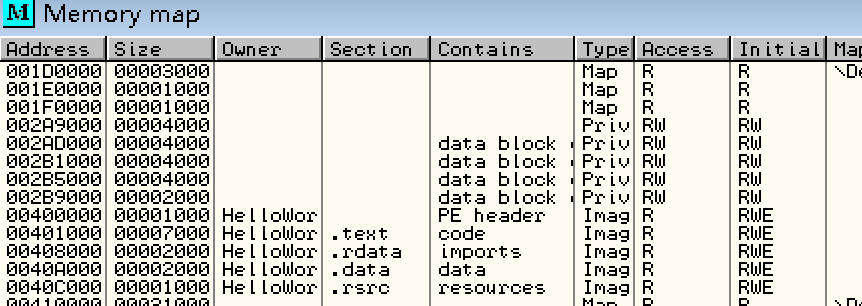 M Memory map
Address Size Owner Section Contains Type Access Initial Map
001D0000 00003000 Map R R \De
001E0000 00001000 Map R R
001F0000 00001000 Map R R
002A9000 00004000 Priv RW RW
002AD000 00004000 data block Priv RW RW
002B1000 00004000 data block Priv RW RW
002B5000 00004000 data block Priv RW RW
002B9000 00002000 data block Priv RW RW
00400000 00001000 HelloWor PE header Imag R RWE
00401000 00007000 HelloWor .text code Imag R RWE
00408000 00002000 HelloWor .rdata imports Imag R RWE
0040A000 00002000 HelloWor .data data Imag R RWE
0040C000 00001000 HelloWor .rsrc resources Imag R RWE